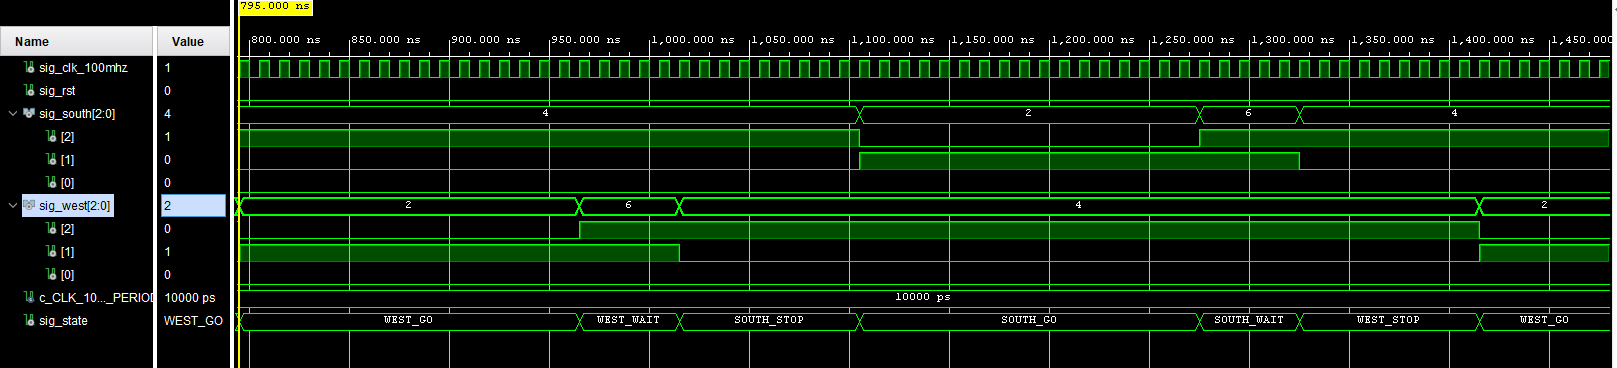 795.000 ns
Name Value
800.000 ns 850.000 ns 900.000 ns 950.000 ns 1,000.000 ns 1,050.000 ns 1,100.000 ns 1,150.000 ns 1,200.000 ns 1,250.000 ns 1,300.000 ns 1,350.000 ns 1,400.000 ns 1,450.000
sig_clk_100mhz 1
sig_rst 0
sig_south[2:0] 4 4 2 6 4
[2] 1
[1] 0
[0] 0
sig_west[2:0] 2 2 6 4 2
[2] 0
[1] 1
[0] 0
c_CLK_10..._PERIOD 10000 ps 10000 ps
sig_state WEST_GO WEST_GO WEST_WAIT SOUTH_STOP SOUTH_GO SOUTH_WAIT WEST_STOP WEST_GO